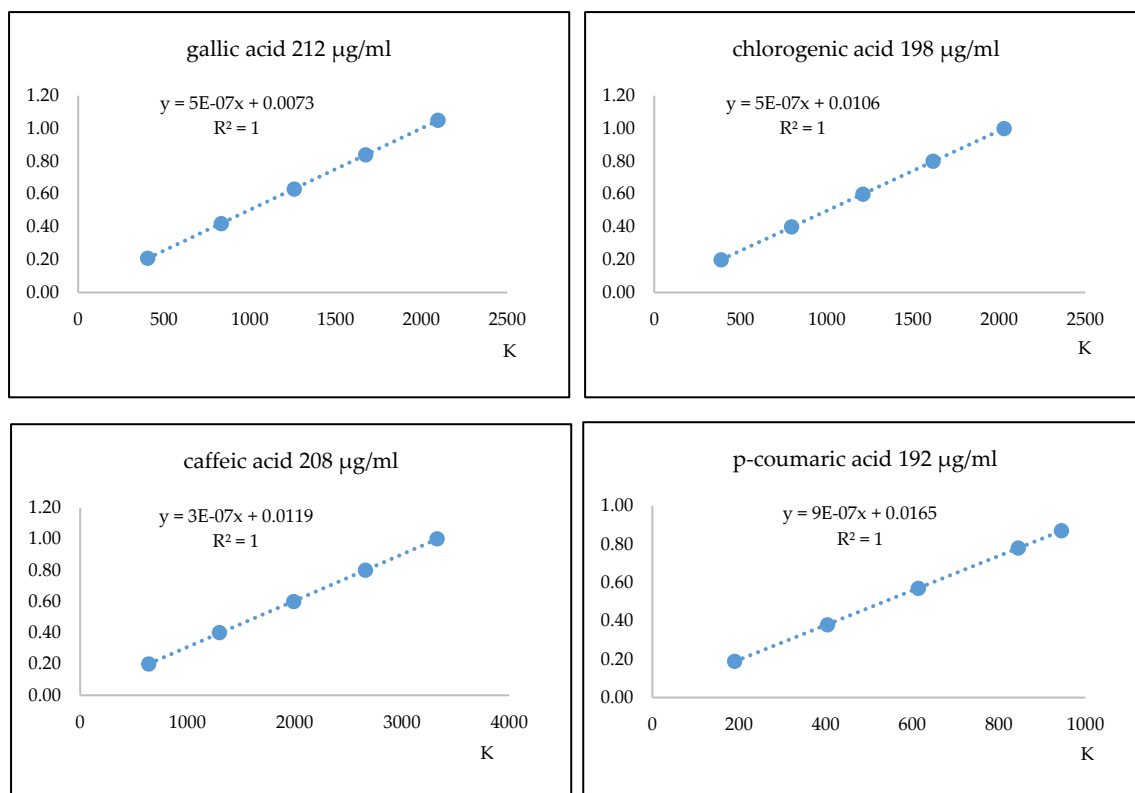 gallic acid 212 µg/ml
y = 5E-07x + 0.0073
R² = 1
1.20
1.00
0.80
0.60
0.40
0.20
0.00
0 500 1000 1500 2000 2500
K
chlorogenic acid 198 µg/ml
y = 5E-07x + 0.0106
R² = 1
1.20
1.00
0.80
0.60
0.40
0.20
0.00
0 500 1000 1500 2000 2500
K
caffeic acid 208 µg/ml
y = 3E-07x + 0.0119
R² = 1
1.20
1.00
0.80
0.60
0.40
0.20
0.00
0 1000 2000 3000 4000
K
p-coumaric acid 192 µg/ml
y = 9E-07x + 0.0165
R² = 1
1.00
0.80
0.60
0.40
0.20
0.00
0 200 400 600 800 1000
K